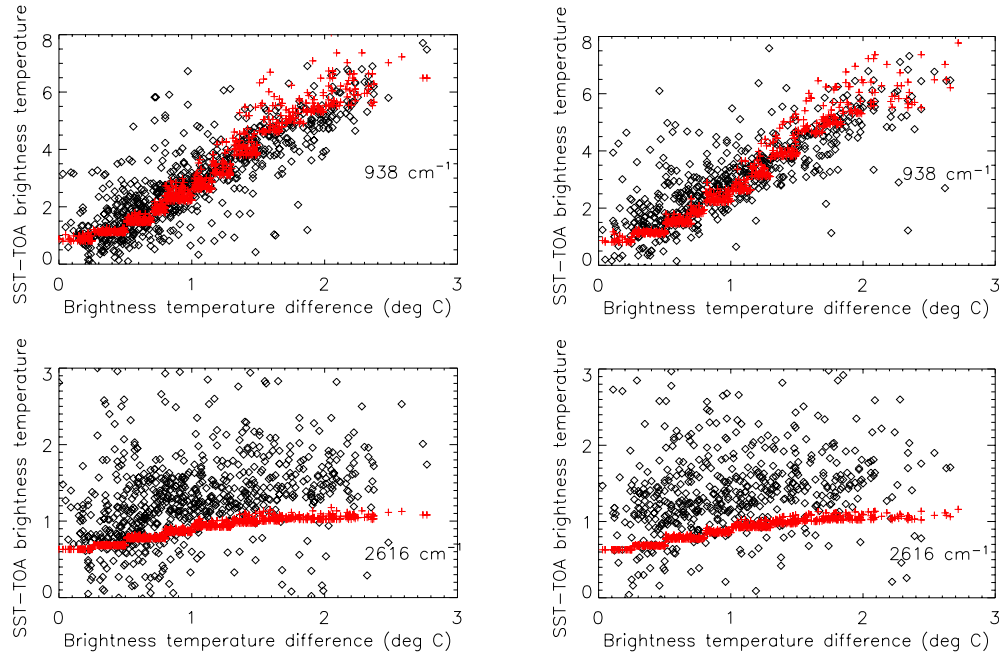 SST-TOA brightness temperature
8
6
4
2
0
938 cm-1
0 1 2 3
Brightness temperature difference (deg C)
SST-TOA brightness temperature
8
6
4
2
0
938 cm-1
0 1 2 3
Brightness temperature difference (deg C)
SST-TOA brightness temperature
3
2
1
0
2616 cm-1
0 1 2 3
Brightness temperature difference (deg C)
SST-TOA brightness temperature
3
2
1
0
2616 cm-1
0 1 2 3
Brightness temperature difference (deg C)